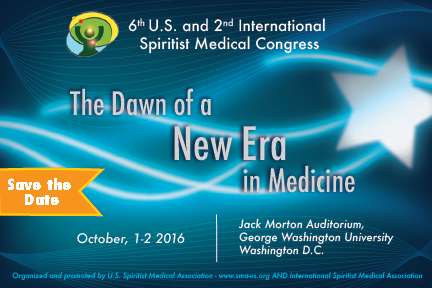 6th U.S. and 2nd International
Spiritist Medical Congress
The Dawn of a
New Era
in Medicine
Save the
Date
October, 1-2 2016
Jack Morton Auditorium,
George Washington University
Washington D.C.
Organized and promoted by U.S. Spiritist Medical Association - www.sma-us.org AND International Spiritist Medical Association